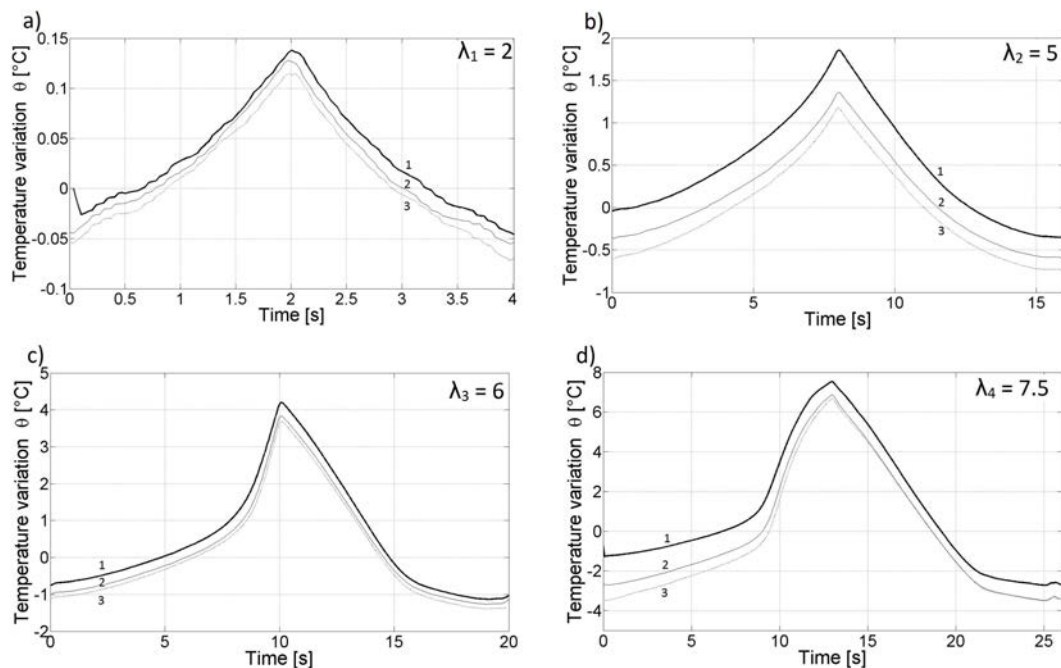 a)
λ1 = 2
Temperature variation θ [°C]
0.15
0.1
0.05
0
-0.05
-0.1
1
2
3
0 0.5 1 1.5 2 2.5 3 3.5 4
Time [s]
b)
λ2 = 5
Temperature variation θ [°C]
2
1.5
1
0.5
0
-0.5
-1
1
2
3
0 5 10 15
Time [s]
c)
λ3 = 6
Temperature variation θ [°C]
5
4
3
2
1
0
-1
-2
1
2
3
0 5 10 15 20
Time [s]
d)
λ4 = 7.5
Temperature variation θ [°C]
8
6
4
2
0
-2
-4
1
2
3
0 5 10 15 20 25
Time [s]